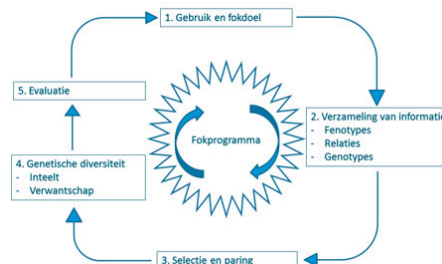 1. Gebruik en fokdoel
2. Verzameling van informatie
- Fenotypes
- Relaties
- Genotypes
3. Selectie en paring
4. Genetische diversiteit
- Inteelt
- Verwantschap
5. Evaluatie
Fokprogramma